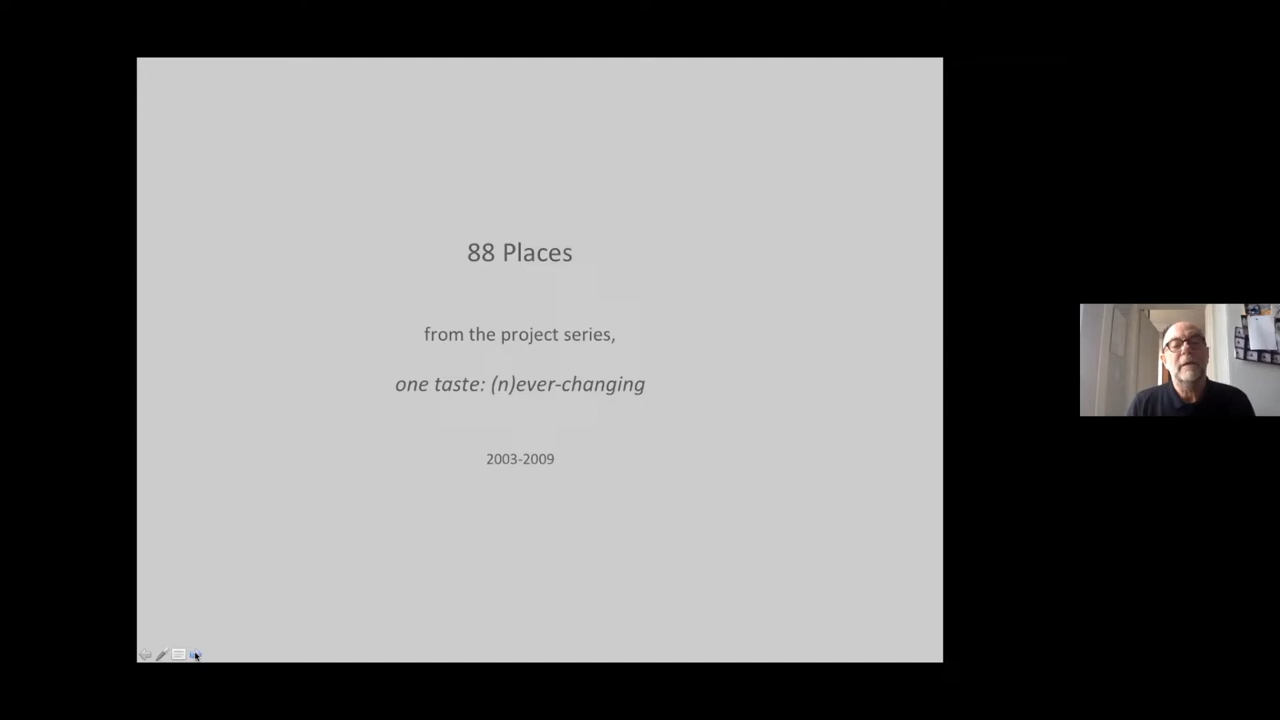 88 Places
from the project series,
one taste: (n)ever-changing
2003-2009